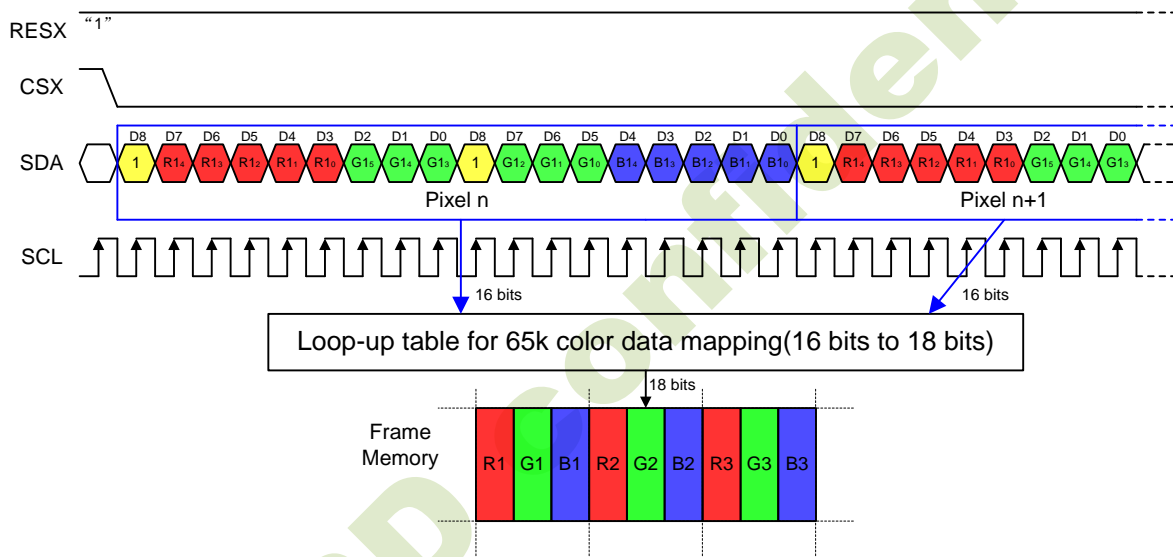 RESX "1"
CSX
D8 D7 D6 D5 D4 D3 D2 D1 D0 D8 D7 D6 D5 D4 D3 D2 D1 D0 D8 D7 D6 D5 D4 D3 D2 D1 D0
SDA 1 R14 R13 R12 R11 R10 G15 G14 G13 1 G12 G11 G10 B14 B13 B12 B11 B10 1 R14 R13 R12 R11 R10 G15 G14 G13
Pixel n Pixel n+1
SCL
16 bits 16 bits
Loop-up table for 65k color data mapping(16 bits to 18 bits)
18 bits
Frame
Memory
R1 G1 B1 R2 G2 B2 R3 G3 B3